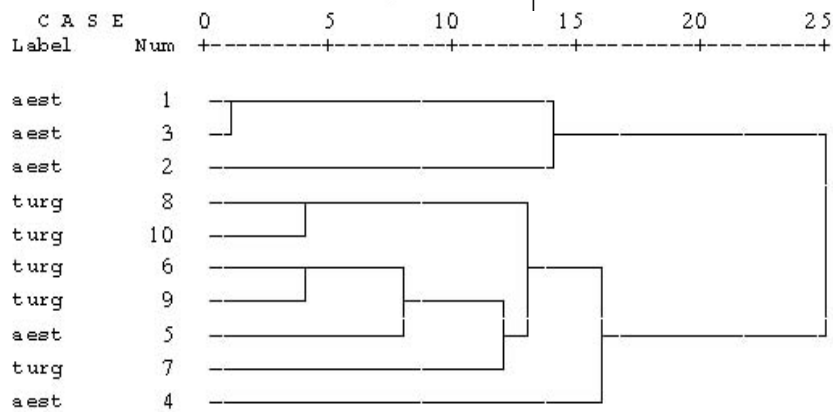 C A S E 0 5 10 15 20 25
Label Num +---------+---------+---------+---------+---------+
aest 1
aest 3
aest 2
turg 8
turg 10
turg 6
turg 9
aest 5
turg 7
aest 4